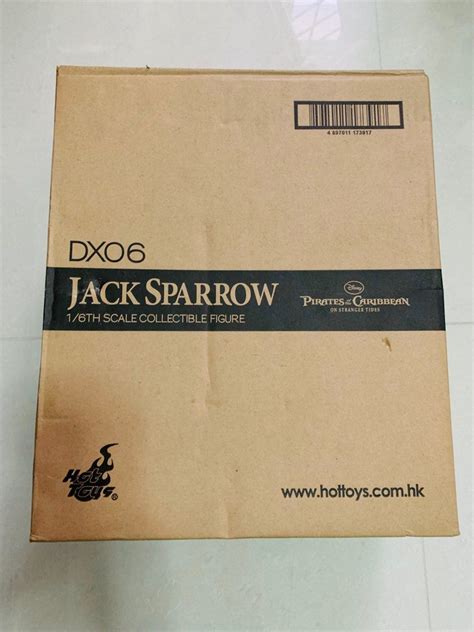 4 897011 173917
DX06
JACK SPARROW
1/6TH SCALE COLLECTIBLE FIGURE
Disney
PIRATES of the CARIBBEAN
ON STRANGER TIDES
Hot
Toys®
www.hottoys.com.hk